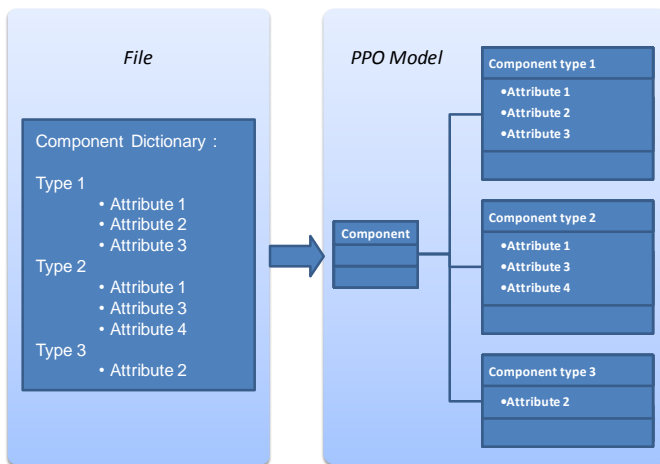 File
Component Dictionary :
Type 1
• Attribute 1
• Attribute 2
• Attribute 3
Type 2
• Attribute 1
• Attribute 3
• Attribute 4
Type 3
• Attribute 2
PPO Model
Component
Component type 1
•Attribute 1
•Attribute 2
•Attribute 3
Component type 2
•Attribute 1
•Attribute 3
•Attribute 4
Component type 3
•Attribute 2